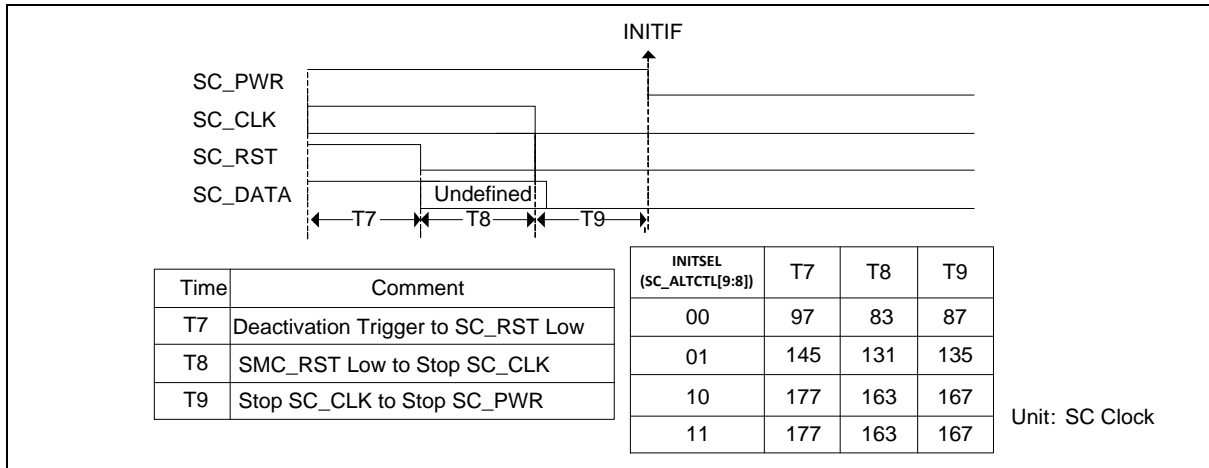 INITIF
SC_PWR
SC_CLK
SC_RST
SC_DATA
Undefined
T7 T8 T9
Time Comment
T7 Deactivation Trigger to SC_RST Low
T8 SMC_RST Low to Stop SC_CLK
T9 Stop SC_CLK to Stop SC_PWR
INITSEL
(SC_ALTCTL[9:8]) T7 T8 T9
00 97 83 87
01 145 131 135
10 177 163 167
11 177 163 167
Unit: SC Clock